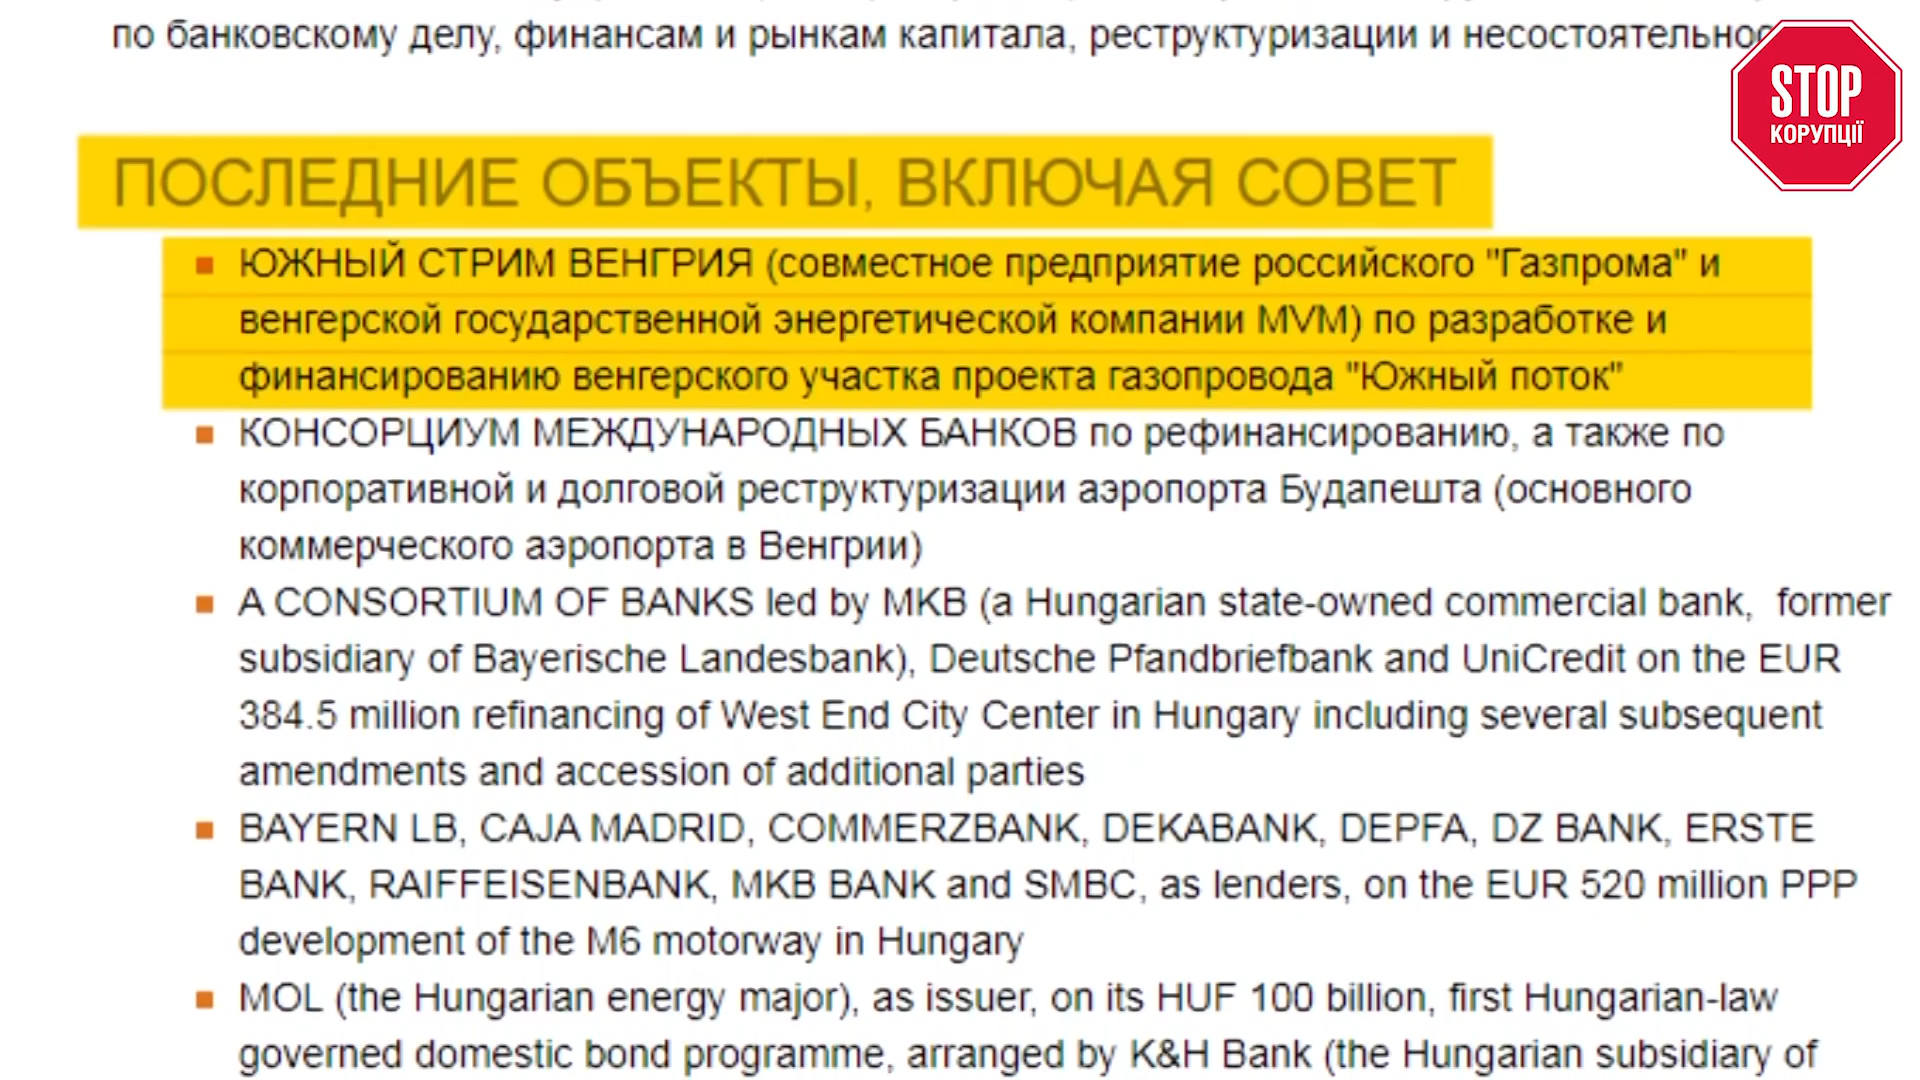 по банковскому делу, финансам и рынкам капитала, реструктуризации и
STOP
КОРУПЦІЇ
ПОСЛЕДНИЕ ОБЪЕКТЫ, ВКЛЮЧАЯ СОВЕТ
ЮЖНЫЙ СТРИМ ВЕНГРИЯ (совместное предприятие российского "Газпрома" и
венгерской государственной энергетической компании MVM) по разработке и
финансированию венгерского участка проекта газопровода "Южный поток"
КОНСОРЦИУМ МЕЖДУНАРОДНЫХ БАНКОВ по рефинансированию, а также по
корпоративной и долговой реструктуризации аэропорта Будапешта (основного
коммерческого аэропорта в Венгрии)
A CONSORTIUM OF BANKS led by MKB (a Hungarian state-owned commercial bank, former
subsidiary of Bayerische Landesbank), Deutsche Pfandbriefbank and UniCredit on the EUR
384.5 million refinancing of West End City Center in Hungary including several subsequent
amendments and accession of additional parties
BAYERN LB, CAJA MADRID, COMMERZBANK, DEKABANK, DEPFA, DZ BANK, ERSTE
BANK, RAIFFEISENBANK, MKB BANK and SMBC, as lenders, on the EUR 520 million PPP
development of the M6 motorway in Hungary
MOL (the Hungarian energy major), as issuer, on its HUF 100 billion, first Hungarian-law
governed domestic bond programme, arranged by K&H Bank (the Hungarian subsidiary of